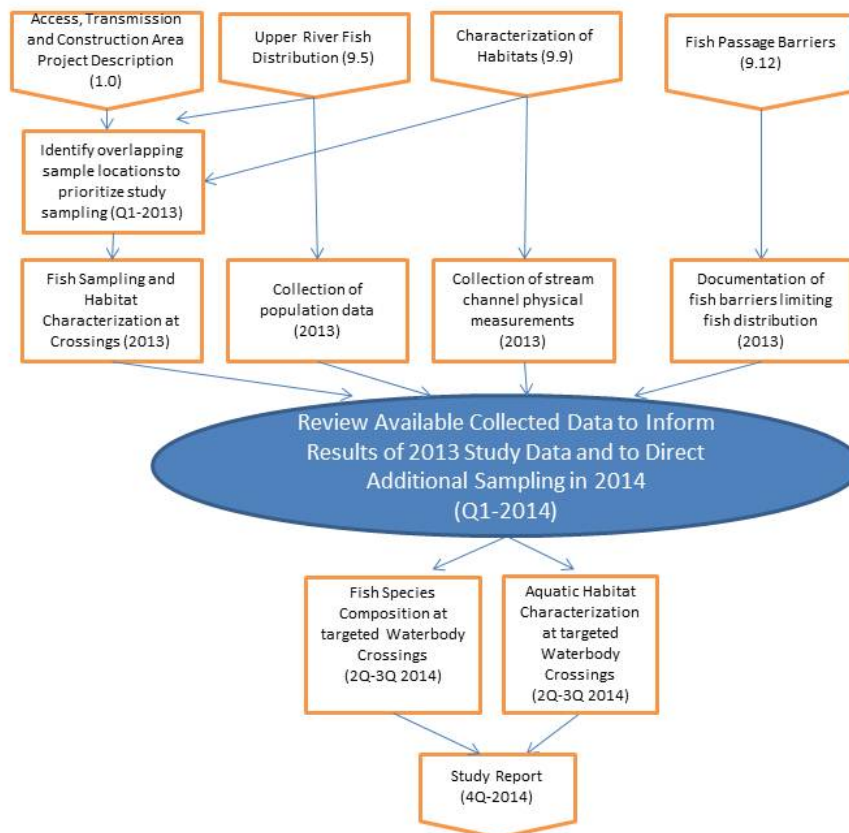 Access, Transmission
and Construction Area
Project Description
(1.0)
Upper River Fish
Distribution (9.5)
Characterization of
Habitats (9.9)
Fish Passage Barriers
(9.12)
Identify overlapping
sample locations to
prioritize study
sampling (Q1-2013)
Fish Sampling and
Habitat
Characterization at
Crossings (2013)
Collection of
population data
(2013)
Collection of stream
channel physical
measurements
(2013)
Documentation of
fish barriers limiting
fish distribution
(2013)
Review Available Collected Data to Inform
Results of 2013 Study Data and to Direct
Additional Sampling in 2014
(Q1-2014)
Fish Species
Composition at
targeted Waterbody
Crossings
(2Q-3Q 2014)
Aquatic Habitat
Characterization
at targeted
Waterbody
Crossings
(2Q-3Q 2014)
Study Report
(4Q-2014)